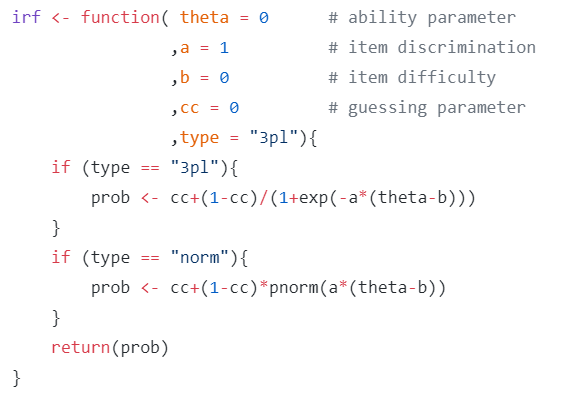 irf <- function( theta = 0      # ability parameter
                ,a = 1          # item discrimination
                ,b = 0          # item difficulty
                ,cc = 0         # guessing parameter
                ,type = "3pl"){
    if (type == "3pl"){
        prob <- cc+(1-cc)/(1+exp(-a*(theta-b)))
    }
    if (type == "norm"){
        prob <- cc+(1-cc)*pnorm(a*(theta-b))
    }
    return(prob)
}